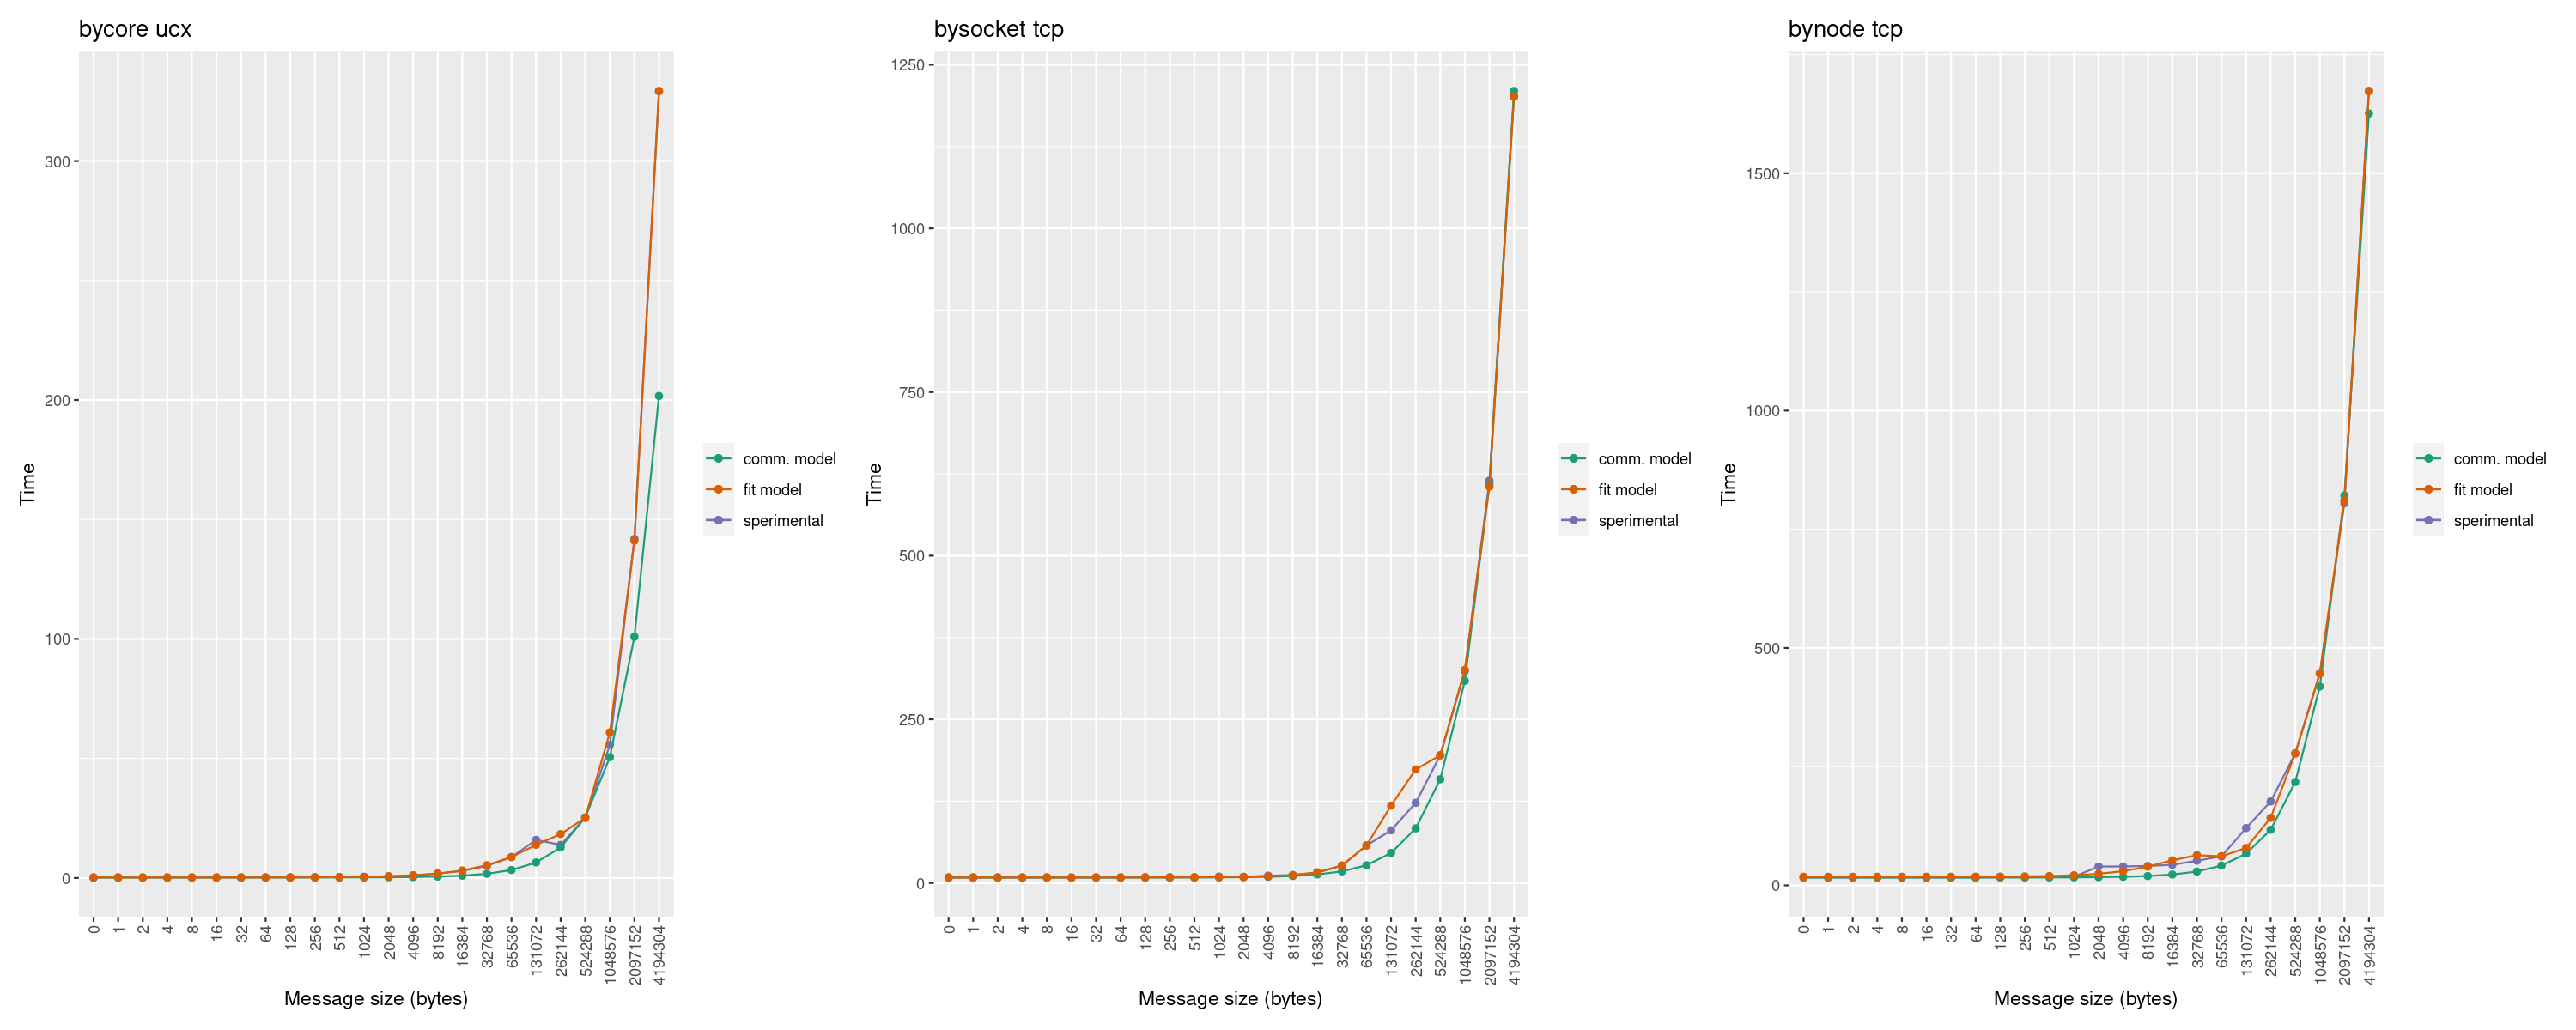 bycore ucx
300
200
100
0
Time
0 1 2 4 8 16 32 64 128 256 512 1024 2048 4096 8192 16384 32768 65536 131072 262144 524288 1048576 2097152 4194304
Message size (bytes)
comm. model
fit model
sperimental
bysocket tcp
1250
1000
750
500
250
0
Time
0 1 2 4 8 16 32 64 128 256 512 1024 2048 4096 8192 16384 32768 65536 131072 262144 524288 1048576 2097152 4194304
Message size (bytes)
comm. model
fit model
sperimental
bynode tcp
1500
1000
500
0
Time
0 1 2 4 8 16 32 64 128 256 512 1024 2048 4096 8192 16384 32768 65536 131072 262144 524288 1048576 2097152 4194304
Message size (bytes)
comm. model
fit model
sperimental